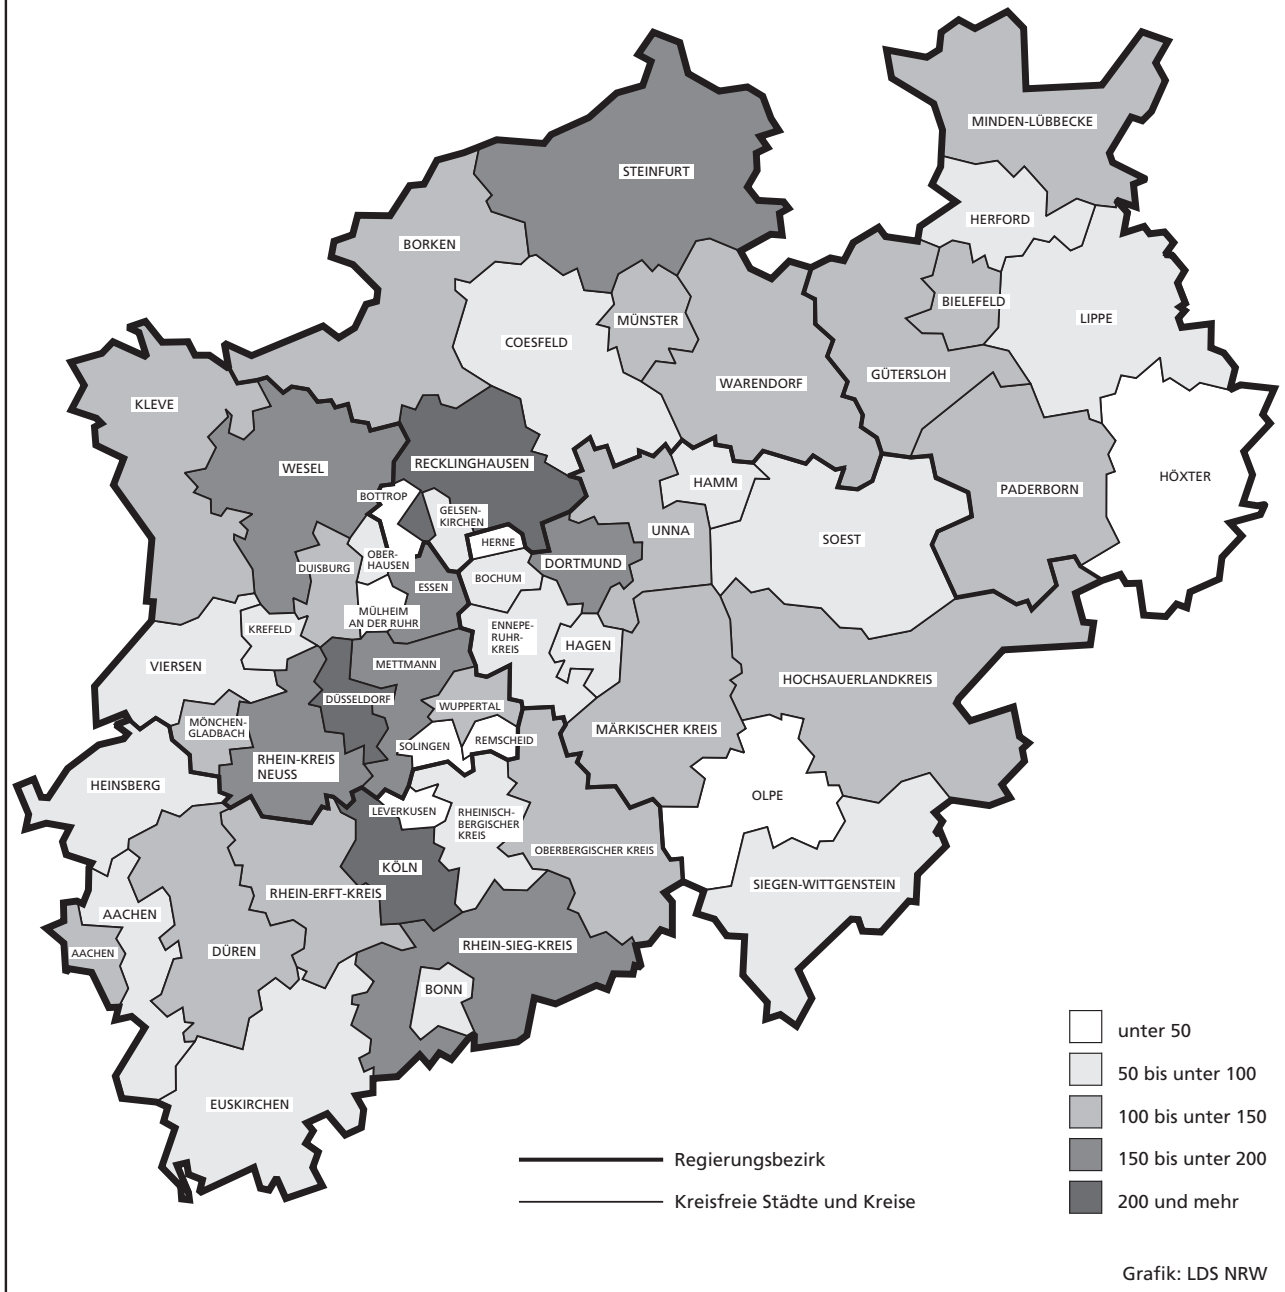 MINDEN-LÜBBECKE
STEINFURT
HERFORD
BORKEN
BIELEFELD
LIPPE
MÜNSTER
COESFELD
GÜTERSLOH
WARENDORF
KLEVE
RECKLINGHAUSEN
WESEL
HÖXTER
HAMM
PADERBORN
BOTTROP
GELSEN-
KIRCHEN
UNNA
SOEST
HERNE
OBER-
HAUSEN
DORTMUND
DUISBURG
BOCHUM
ESSEN
MÜLHEIM
AN DER RUHR
KREFELD
ENNEPE-
RUHR-
KREIS
HAGEN
VIERSEN
METTMANN
HOCHSAUERLANDKREIS
DÜSSELDORF
WUPPERTAL
MÖNCHEN-
GLADBACH
MÄRKISCHER KREIS
SOLINGEN
REMSCHEID
RHEIN-KREIS
NEUSS
HEINSBERG
OLPE
LEVERKUSEN
RHEINISCH-
BERGISCHER
KREIS
OBERBERGISCHER KREIS
KÖLN
SIEGEN-WITTGENSTEIN
RHEIN-ERFT-KREIS
AACHEN
RHEIN-SIEG-KREIS
DÜREN
AACHEN
BONN
EUSKIRCHEN
unter 50
50 bis unter 100
100 bis unter 150
150 bis unter 200
200 und mehr
Regierungsbezirk
Kreisfreie Städte und Kreise
Grafik: LDS NRW